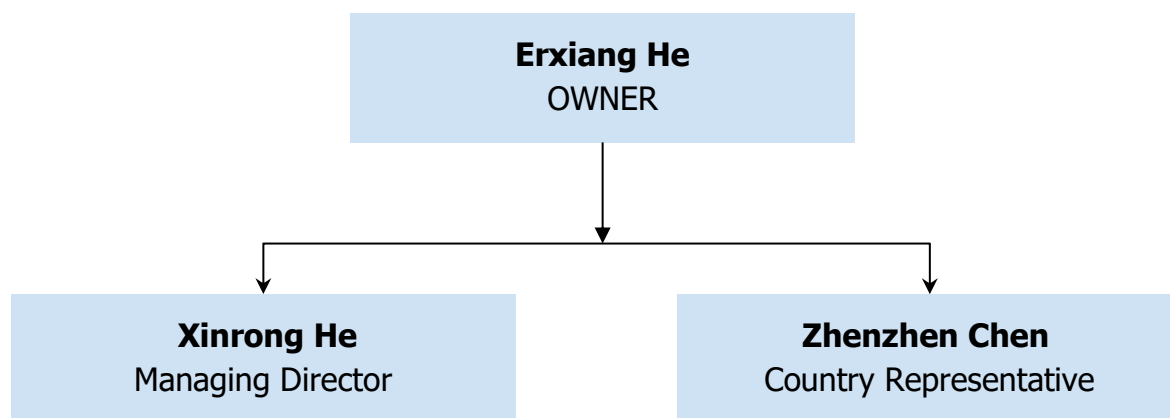 Erxiang He
OWNER
Xinrong He
Managing Director
Zhenzhen Chen
Country Representative